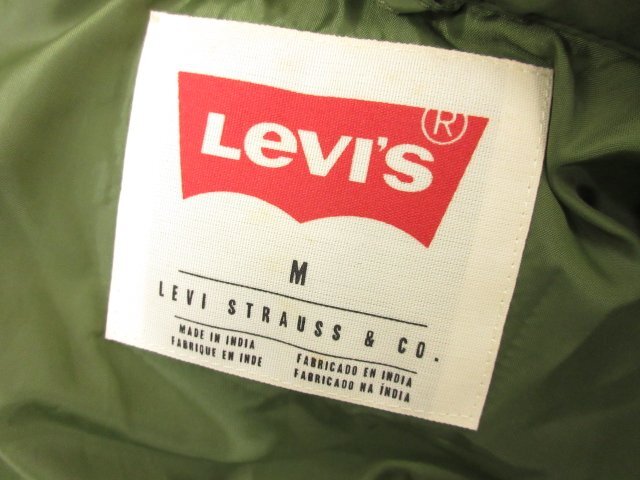 LEVI'S ®
M
LEVI STRAUSS & CO.
MADE IN INDIA FABRICADO EN INDIA
FABRIQUE EN INDE FABRICADO NA ÍNDIA